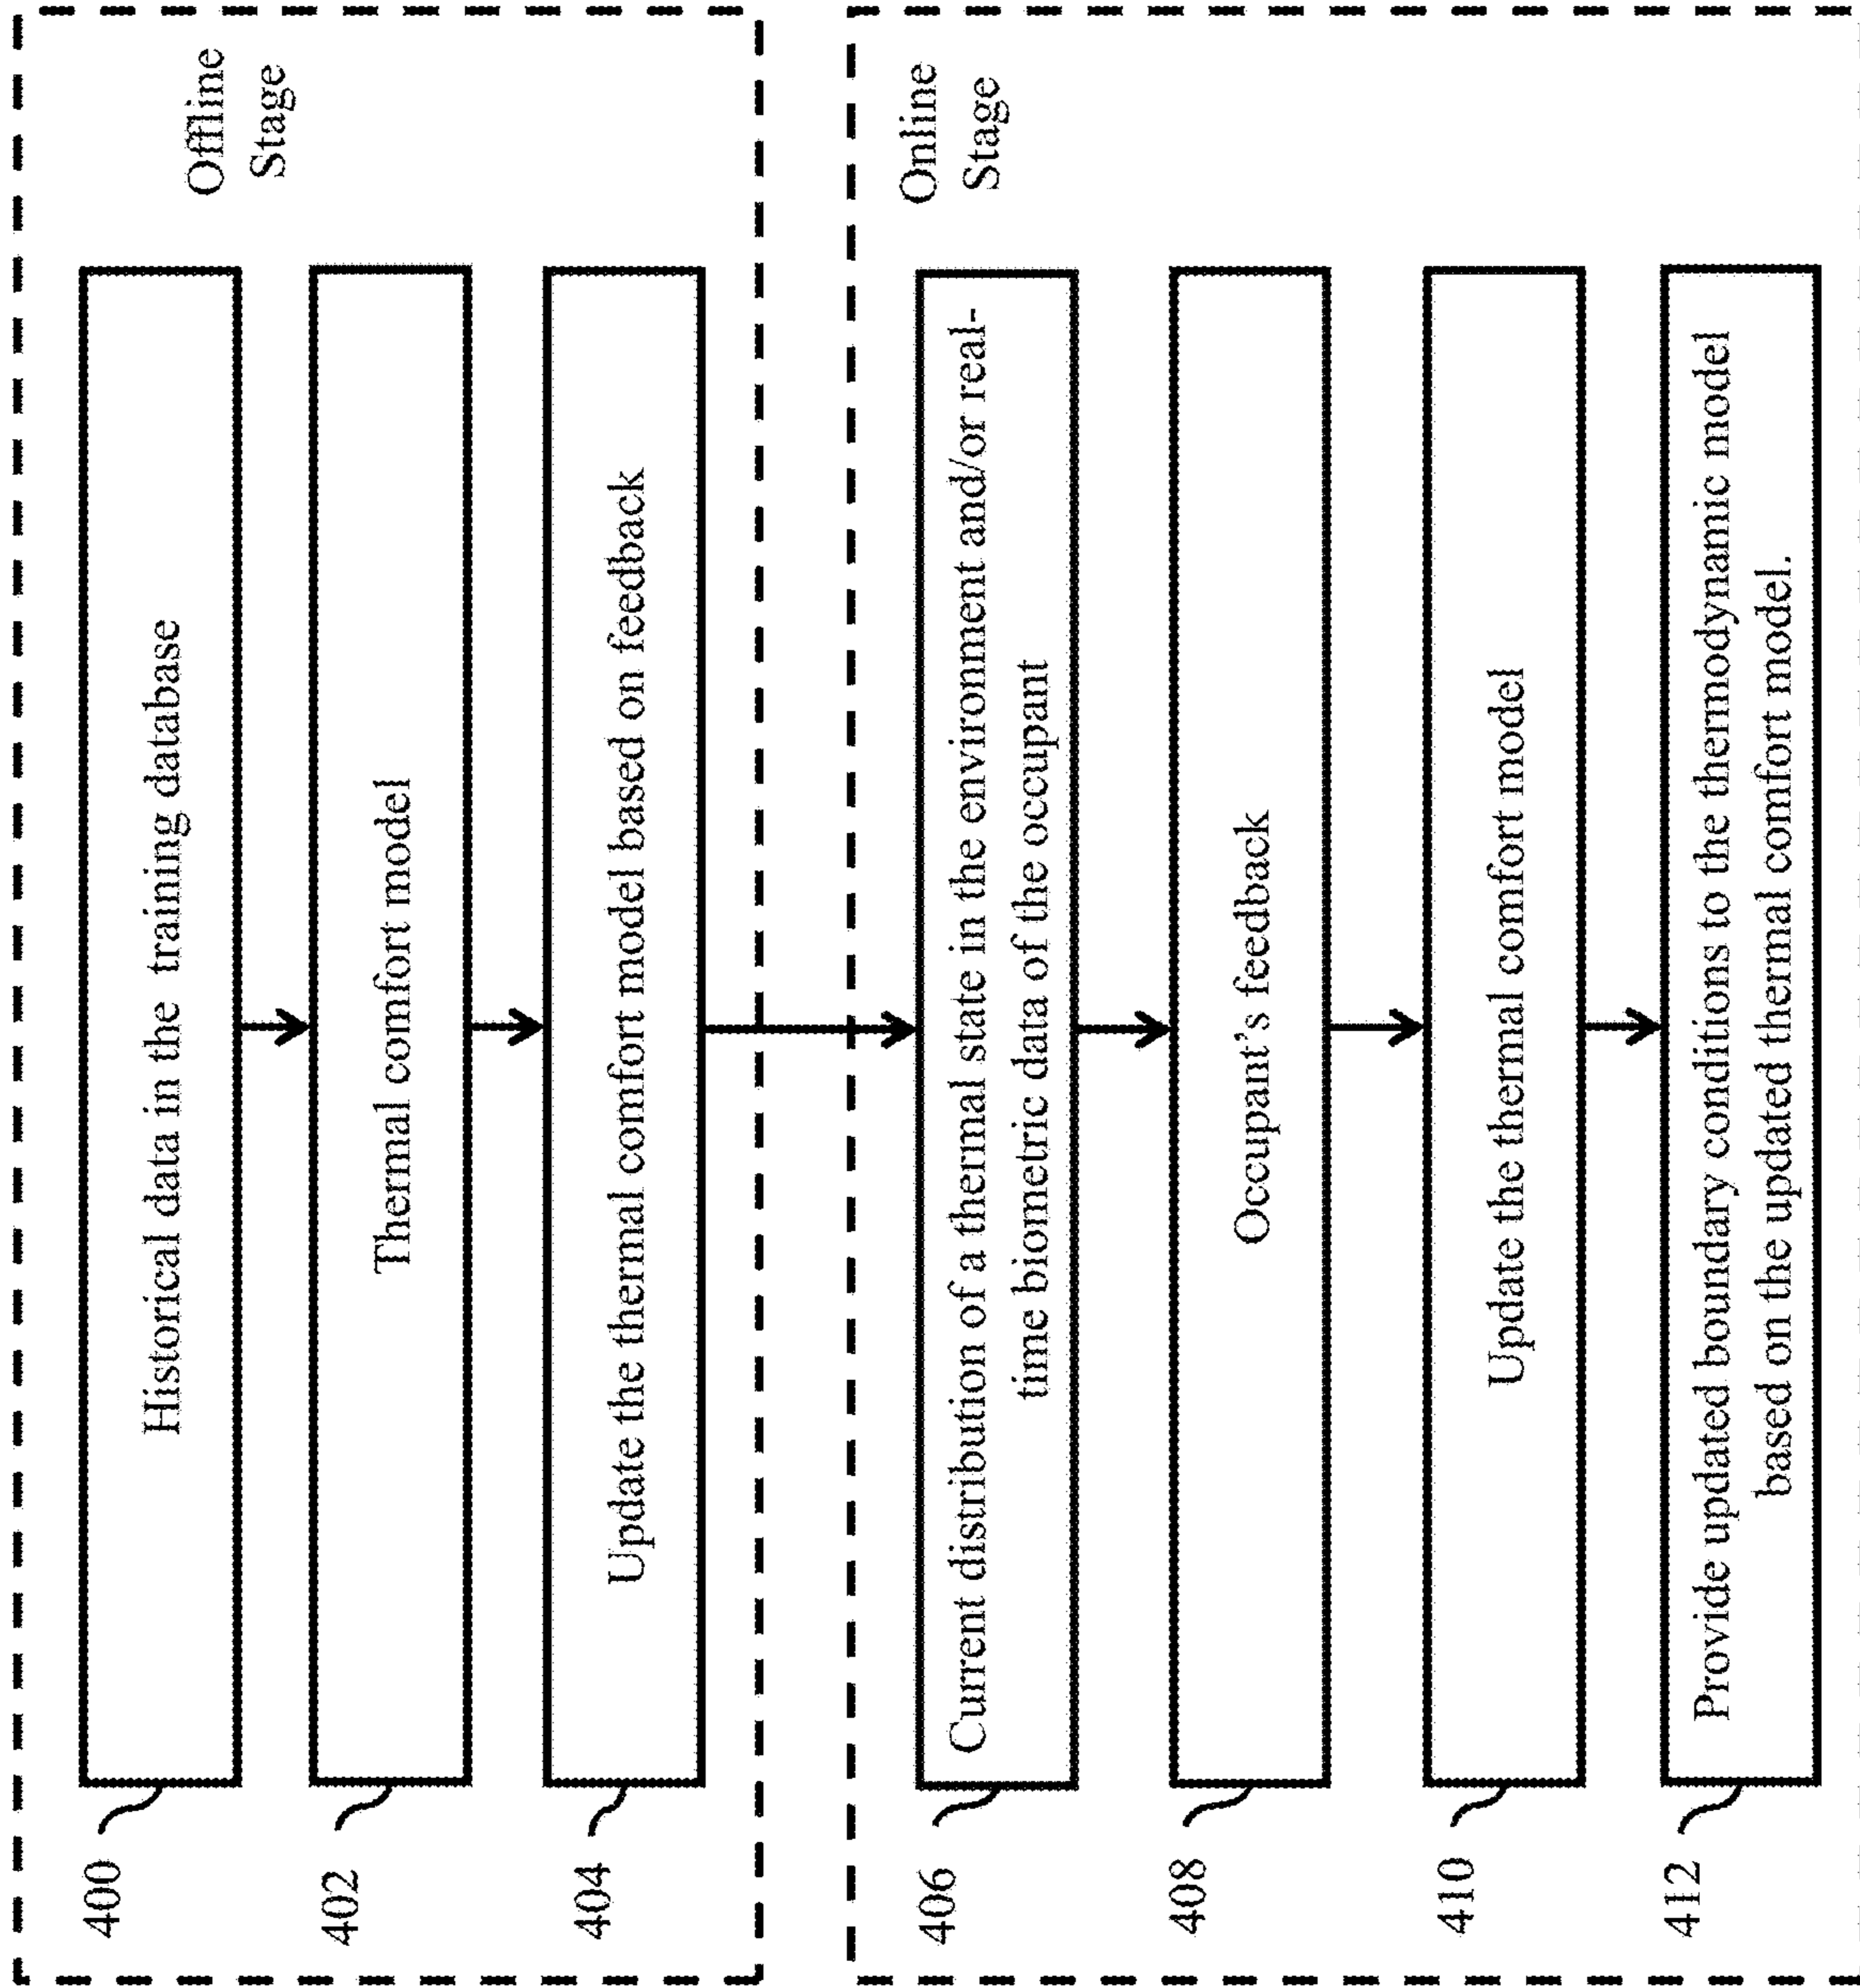 Offline
Stage
400
Historical data in the training database
402
Thermal comfort model
404
Update the thermal comfort model based on feedback
Online
Stage
406
Current distribution of a thermal state in the environment and/or real-
time biometric data of the occupant
408
Occupant's feedback
410
Update the thermal comfort model
412
Provide updated boundary conditions to the thermodynamic model
based on the updated thermal comfort model.